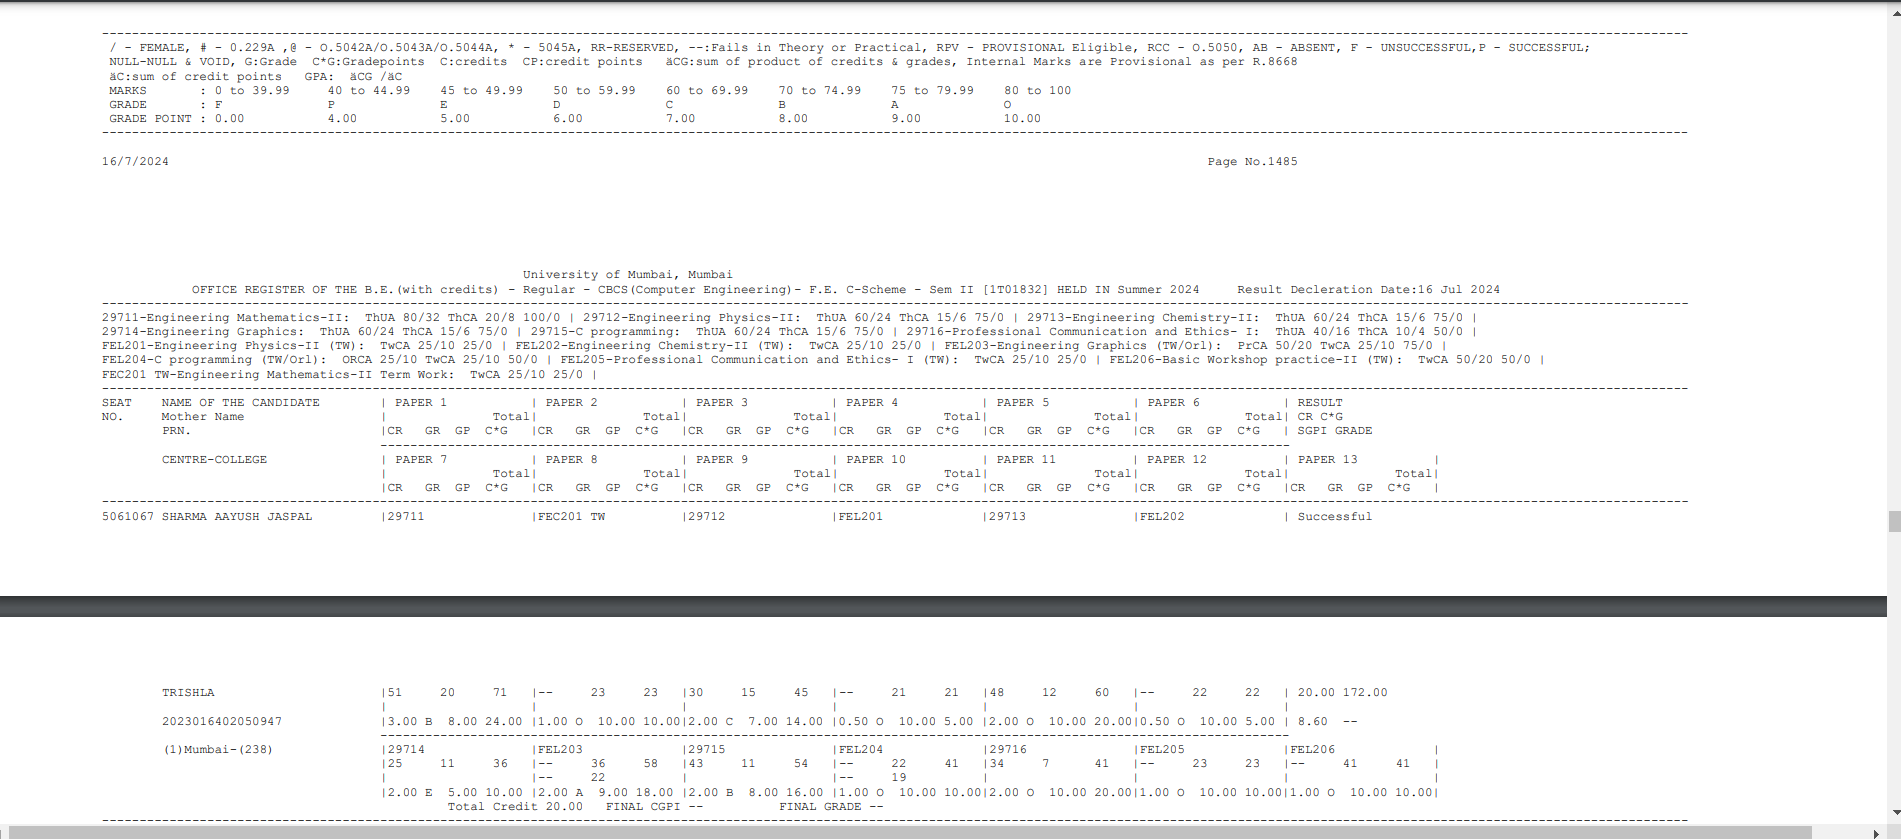 / - FEMALE, # - 0.229A ,@ - O.5042A/O.5043A/O.5044A, * - 5045A, RR-RESERVED, --:Fails in Theory or Practical, RPV - PROVISIONAL Eligible, RCC - O.5050, AB - ABSENT, F - UNSUCCESSFUL,P - SUCCESSFUL;
NULL-NULL & VOID, G:Grade  C*G:Gradepoints  C:credits  CP:credit points   äCG:sum of product of credits & grades, Internal Marks are Provisional as per R.8668
äC:sum of credit points   GPA:  äCG /äC
MARKS       : 0 to 39.99     40 to 44.99    45 to 49.99    50 to 59.99    60 to 69.99    70 to 74.99    75 to 79.99    80 to 100
GRADE       : F              P              E              D              C              B              A              O
GRADE POINT : 0.00           4.00           5.00           6.00           7.00           8.00           9.00           10.00
16/7/2024   Page No.1485
University of Mumbai, Mumbai
OFFICE REGISTER OF THE B.E.(with credits) - Regular - CBCS(Computer Engineering)- F.E. C-Scheme - Sem II [1T01832] HELD IN Summer 2024     Result Decleration Date:16 Jul 2024
29711-Engineering Mathematics-II:  ThUA 80/32 ThCA 20/8 100/0 | 29712-Engineering Physics-II:  ThUA 60/24 ThCA 15/6 75/0 | 29713-Engineering Chemistry-II:  ThUA 60/24 ThCA 15/6 75/0 |
29714-Engineering Graphics:  ThUA 60/24 ThCA 15/6 75/0 | 29715-C programming:  ThUA 60/24 ThCA 15/6 75/0 | 29716-Professional Communication and Ethics- I:  ThUA 40/16 ThCA 10/4 50/0 |
FEL201-Engineering Physics-II (TW):  TwCA 25/10 25/0 | FEL202-Engineering Chemistry-II (TW):  TwCA 25/10 25/0 | FEL203-Engineering Graphics (TW/Orl):  PrCA 50/20 TwCA 25/10 75/0 |
FEL204-C programming (TW/Orl):  ORCA 25/10 TwCA 25/10 50/0 | FEL205-Professional Communication and Ethics- I (TW):  TwCA 25/10 25/0 | FEL206-Basic Workshop practice-II (TW):  TwCA 50/20 50/0 |
FEC201 TW-Engineering Mathematics-II Term Work:  TwCA 25/10 25/0 |
SEAT    NAME OF THE CANDIDATE        | PAPER 1           | PAPER 2           | PAPER 3           | PAPER 4           | PAPER 5           | PAPER 6           | RESULT
NO.     Mother Name                  |              Total|              Total|              Total|              Total|              Total|              Total| CR C*G
PRN.                         |CR   GR  GP   C*G  |CR   GR  GP   C*G  |CR   GR  GP   C*G  |CR   GR  GP   C*G  |CR   GR  GP   C*G  |CR   GR  GP   C*G  | SGPI GRADE
CENTRE-COLLEGE               | PAPER 7           | PAPER 8           | PAPER 9           | PAPER 10          | PAPER 11          | PAPER 12          | PAPER 13          |
|              Total|              Total|              Total|              Total|              Total|              Total|              Total|
|CR   GR  GP   C*G  |CR   GR  GP   C*G  |CR   GR  GP   C*G  |CR   GR  GP   C*G  |CR   GR  GP   C*G  |CR   GR  GP   C*G  |CR   GR  GP   C*G   |
5061067 SHARMA AAYUSH JASPAL         |29711              |FEC201 TW          |29712              |FEL201             |29713              |FEL202             | Successful
TRISHLA                      |51     20     71   |--     23     23   |30     15     45   |--     21     21   |48     12     60   |--     22     22   | 20.00 172.00
2023016402050947             |3.00 B  8.00 24.00 |1.00 O  10.00 10.00|2.00 C  7.00 14.00 |0.50 O  10.00 5.00 |2.00 O  10.00 20.00|0.50 O  10.00 5.00 | 8.60  --
(1)Mumbai-(238)              |29714              |FEL203             |29715              |FEL204             |29716              |FEL205             |FEL206             |
|25     11     36   |--     36     58   |43     11     54   |--     22     41   |34     7      41   |--     23     23   |--     41     41   |
|                   |--     22          |                   |--     19          |                   |                   |                   |
|2.00 E  5.00 10.00 |2.00 A  9.00 18.00 |2.00 B  8.00 16.00 |1.00 O  10.00 10.00|2.00 O  10.00 20.00|1.00 O  10.00 10.00|1.00 O  10.00 10.00|
Total Credit 20.00   FINAL CGPI --          FINAL GRADE --